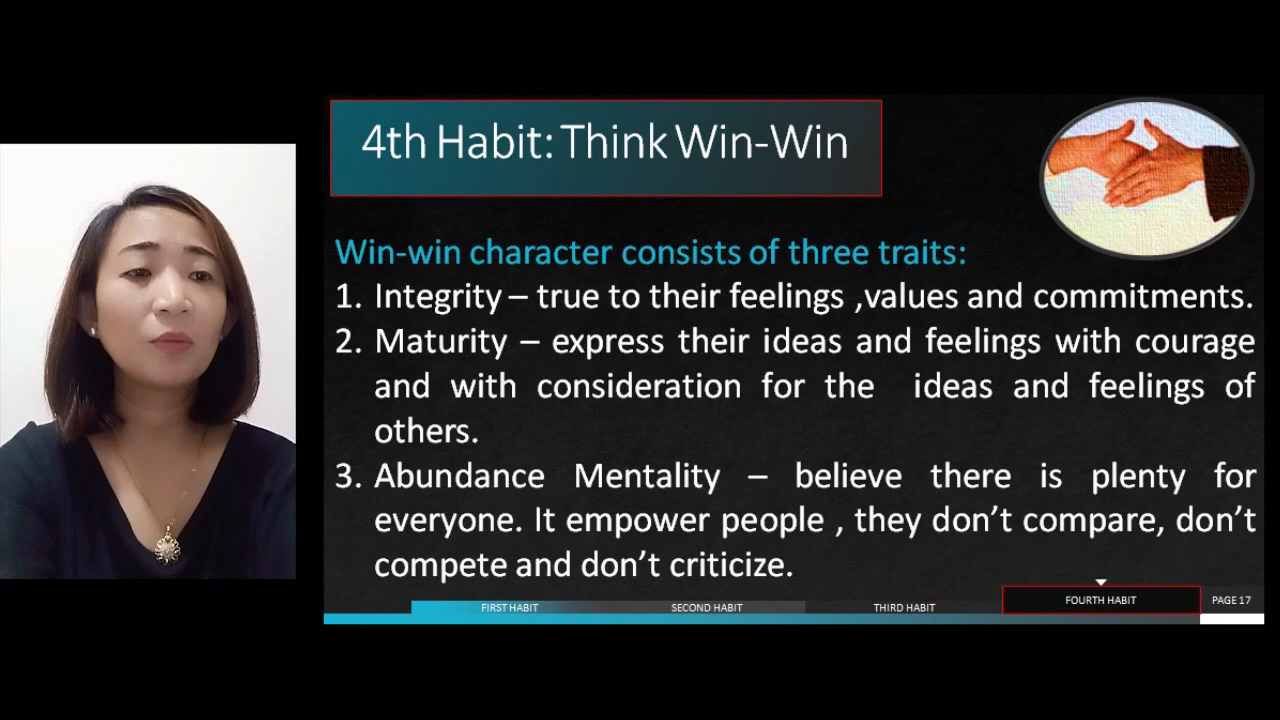 4th Habit: Think Win-Win
Win-win character consists of three traits:
1. Integrity – true to their feelings ,values and commitments.
2. Maturity – express their ideas and feelings with courage
and with consideration for the ideas and feelings of
others.
3. Abundance Mentality – believe there is plenty for
everyone. It empower people , they don’t compare, don’t
compete and don’t criticize.
FIRST HABIT
SECOND HABIT
THIRD HABIT
FOURTH HABIT
PAGE 17